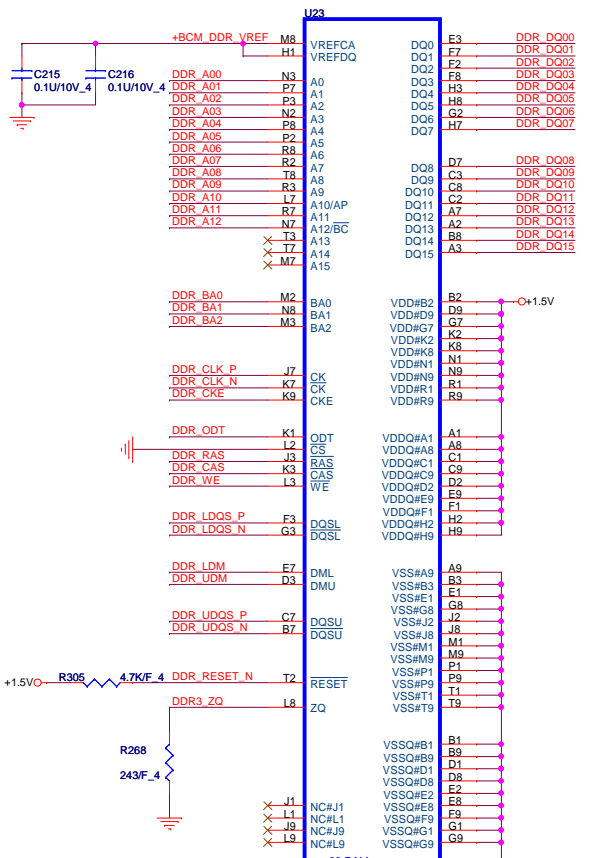 U23
+BCM_DDR_VREF M8 VREFCA DQ0 E3 DDR_DQ00
H1 VREFDQ DQ1 F7 DDR_DQ01
DQ2 F2 DDR_DQ02
C215 C216 DDR_A00 N3 A0 DQ3 F8 DDR_DQ03
0.1U/10V_4 0.1U/10V_4 DDR_A01 P7 A1 DQ4 H3 DDR_DQ04
DDR_A02 P3 A2 DQ5 H8 DDR_DQ05
DDR_A03 N2 A3 DQ6 G2 DDR_DQ06
DDR_A04 P8 A4 DQ7 H7 DDR_DQ07
DDR_A05 P2 A5
DDR_A06 R8 A6
DDR_A07 R2 A7 DQ8 D7 DDR_DQ08
DDR_A08 T8 A8 DQ9 C3 DDR_DQ09
DDR_A09 R3 A9 DQ10 C8 DDR_DQ10
DDR_A10 L7 A10/AP DQ11 C2 DDR_DQ11
DDR_A11 R7 A11 DQ12 A7 DDR_DQ12
DDR_A12 N7 A12/BC DQ13 A2 DDR_DQ13
T3 A13 DQ14 B8 DDR_DQ14
T7 A14 DQ15 A3 DDR_DQ15
M7 A15
DDR_BA0 M2 BA0 VDD#B2 B2 +1.5V
DDR_BA1 N8 BA1 VDD#D9 D9
DDR_BA2 M3 BA2 VDD#G7 G7
VDD#K2 K2
VDD#K8 K8
VDD#N1 N1
DDR_CLK_P J7 CK VDD#N9 N9
DDR_CLK_N K7 CK VDD#R1 R1
DDR_CKE K9 CKE VDD#R9 R9
DDR_ODT K1 ODT VDDQ#A1 A1
L2 CS VDDQ#A8 A8
DDR_RAS J3 RAS VDDQ#C1 C1
DDR_CAS K3 CAS VDDQ#C9 C9
DDR_WE L3 WE VDDQ#D2 D2
VDDQ#E9 E9
VDDQ#F1 F1
DDR_LDQS_P F3 DQSL VDDQ#H2 H2
DDR_LDQS_N G3 DQSL VDDQ#H9 H9
DDR_LDM E7 DML VSS#A9 A9
DDR_UDM D3 DMU VSS#B3 B3
VSS#E1 E1
VSS#G8 G8
DDR_UDQS_P C7 DQSU VSS#J2 J2
DDR_UDQS_N B7 DQSU VSS#J8 J8
VSS#M1 M1
VSS#M9 M9
VSS#P1 P1
+1.5V R305 4.7K/F_4 DDR_RESET_N T2 RESET VSS#P9 P9
VSS#T1 T1
DDR3_ZQ L8 ZQ VSS#T9 T9
R268 VSSQ#B1 B1
VSSQ#B9 B9
243/F_4 VSSQ#D1 D1
VSSQ#D8 D8
VSSQ#E2 E2
J1 NC#J1 VSSQ#E8 E8
L1 NC#L1 VSSQ#F9 F9
J9 NC#J9 VSSQ#G1 G1
L9 NC#L9 VSSQ#G9 G9